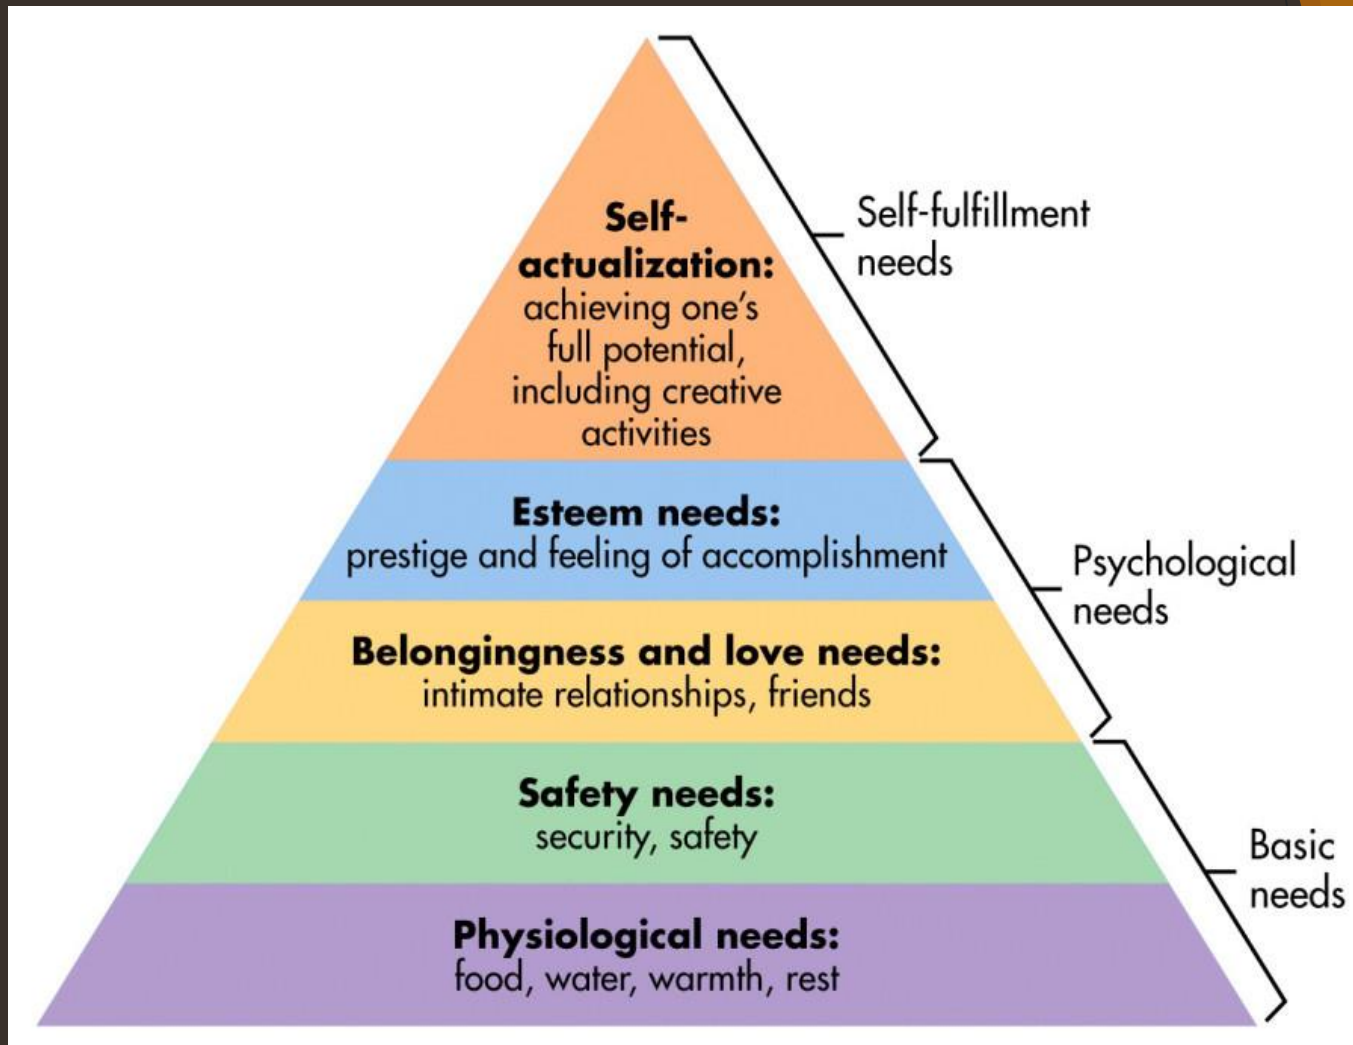 Self-
actualization:
achieving one's
full potential,
including creative
activities
Self-fulfillment
needs
Esteem needs:
prestige and feeling of accomplishment
Psychological
needs
Belongingness and love needs:
intimate relationships, friends
Safety needs:
security, safety
Basic
needs
Physiological needs:
food, water, warmth, rest